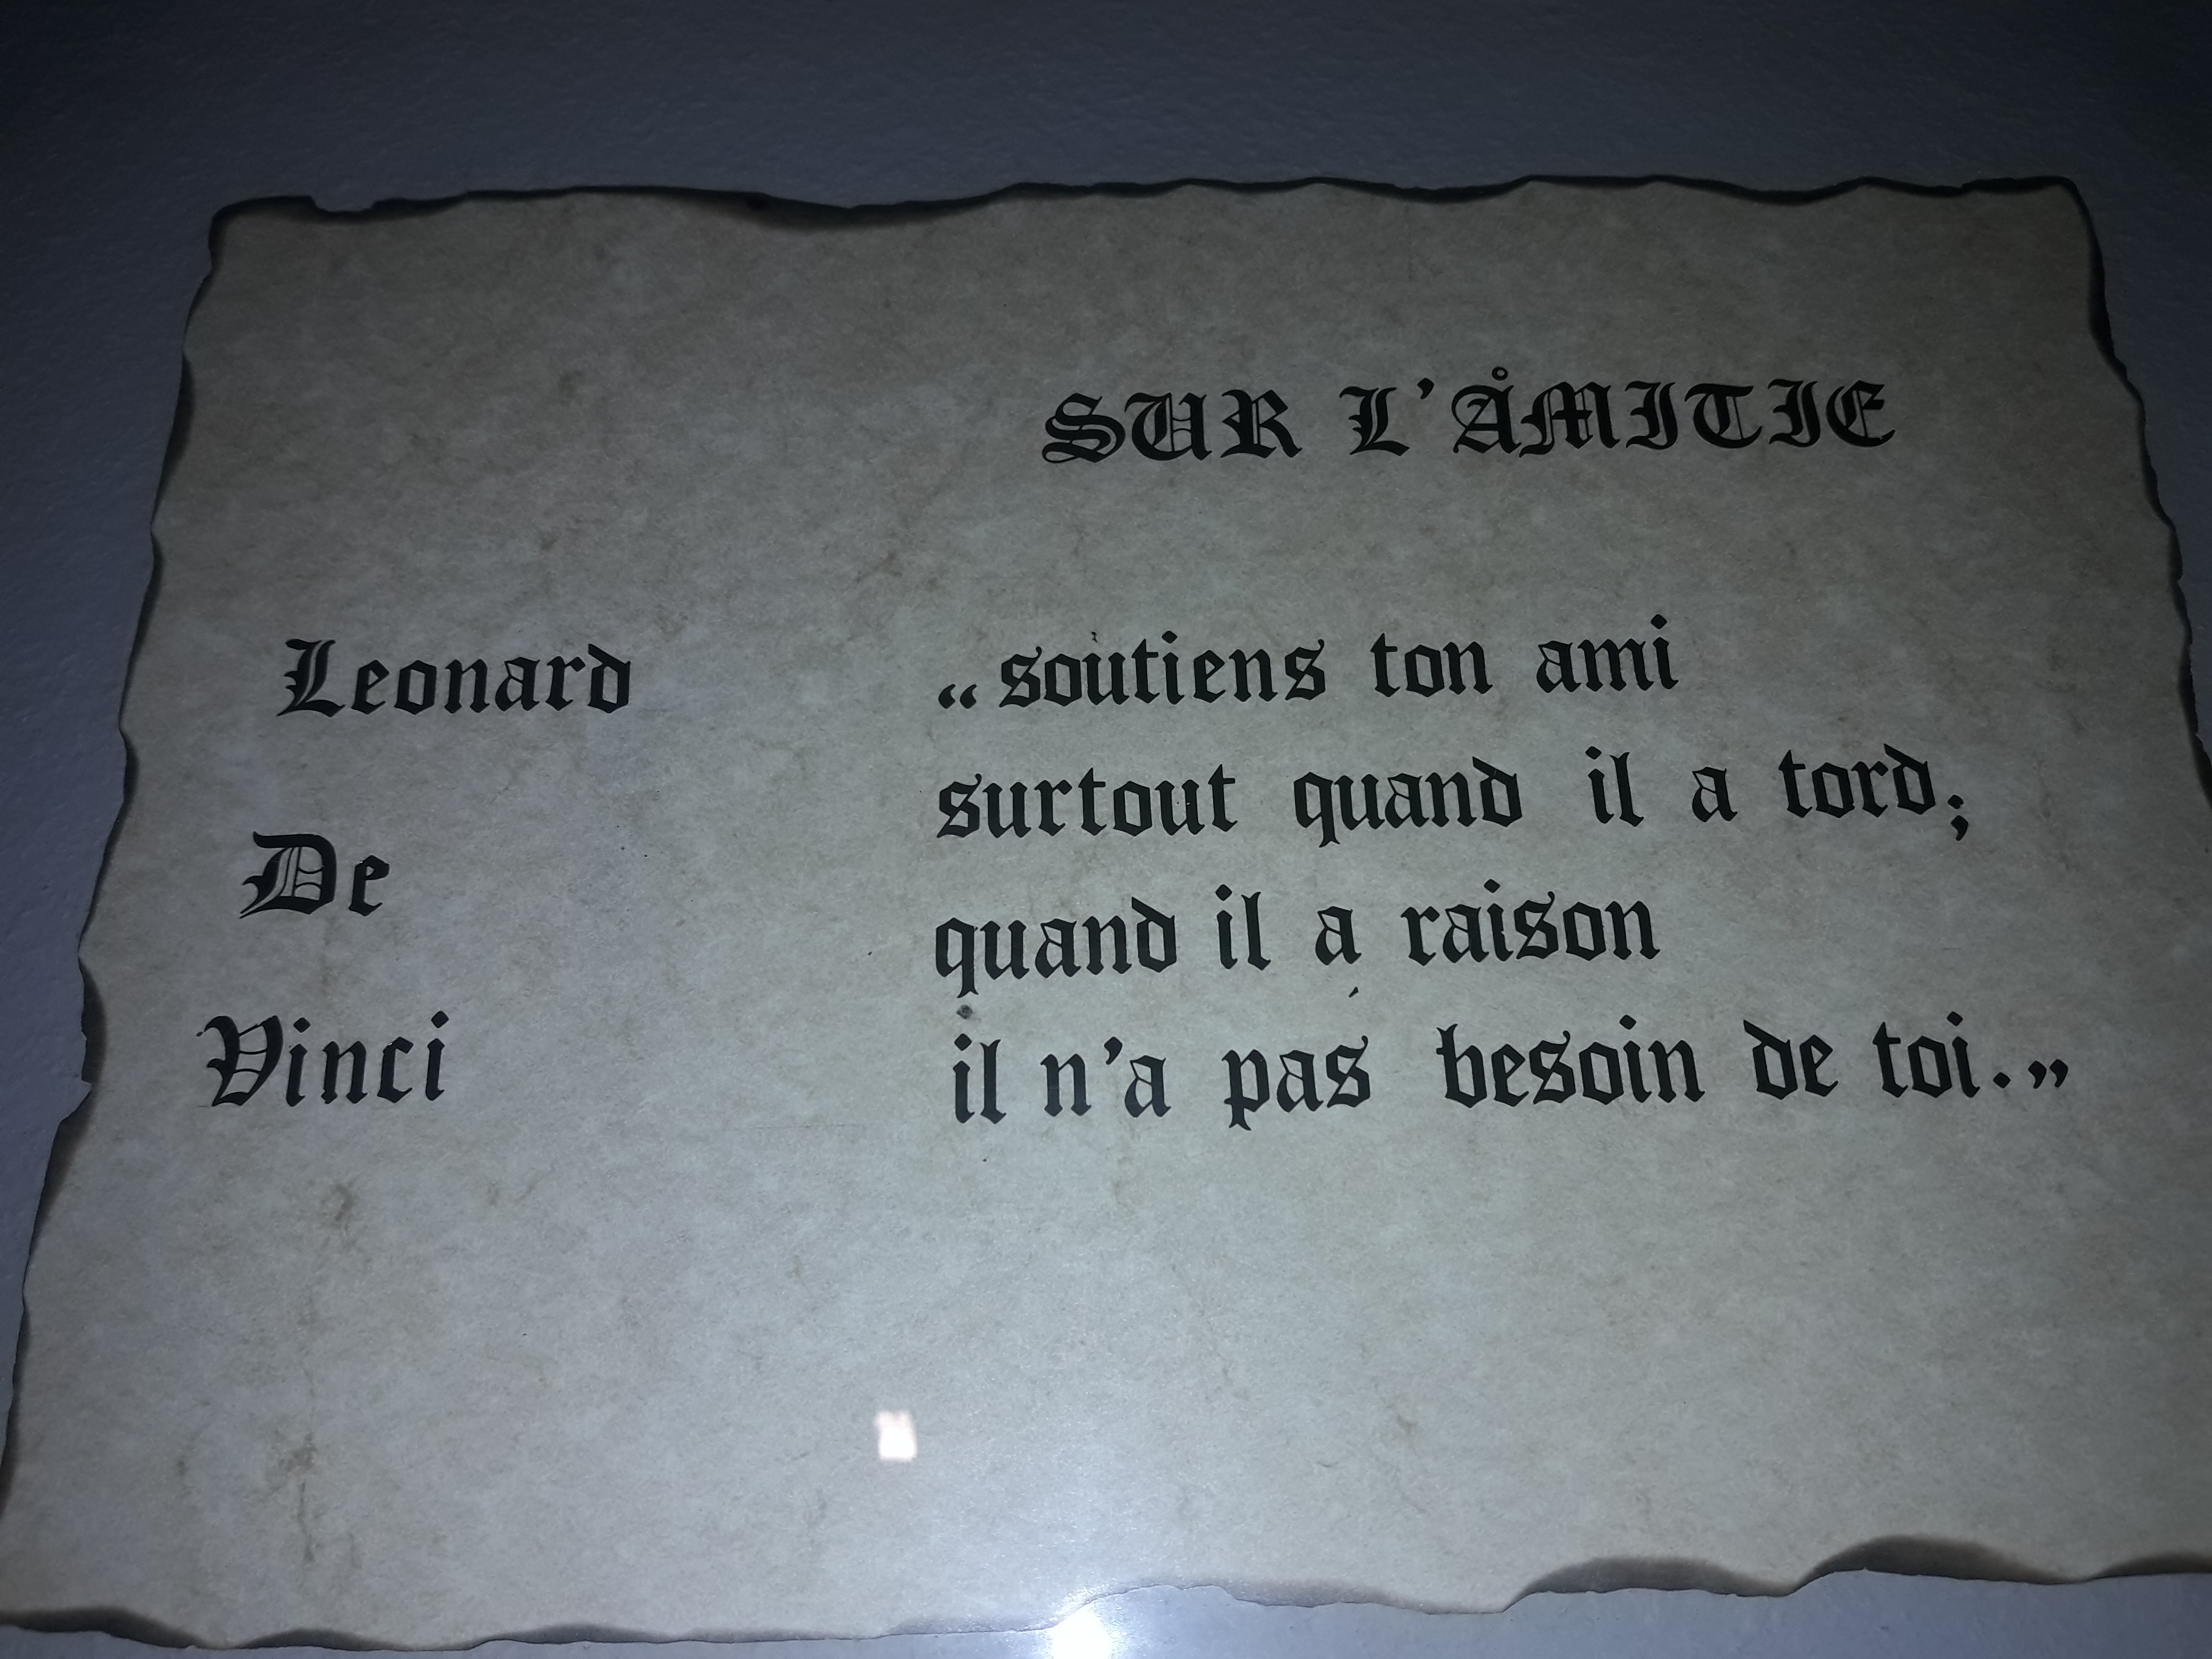 SUR L'ÅMITIE
Leonard
De
Vinci
„soutiens ton ami
surtout quand il a tord;
quand il a raison
il n'a pas besoin de toi.”